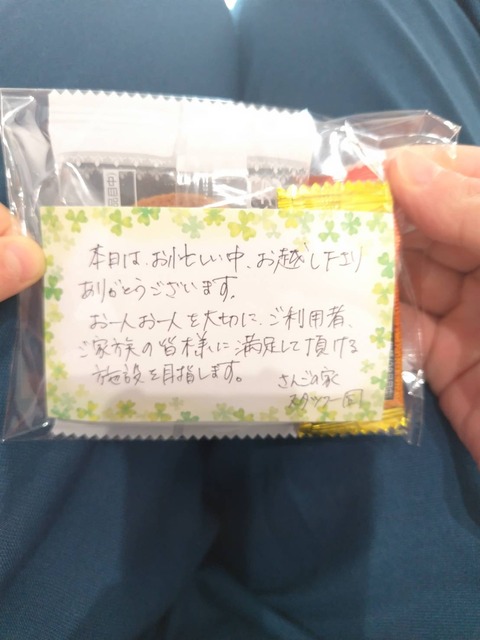 本日は、お忙しい中、お越し下さり
ありがとうございます。
お一人お一人を大切に、ご利用者、
ご家族の皆様に満足して頂ける
施設を目指します。
さんごの家
スタッフ一同